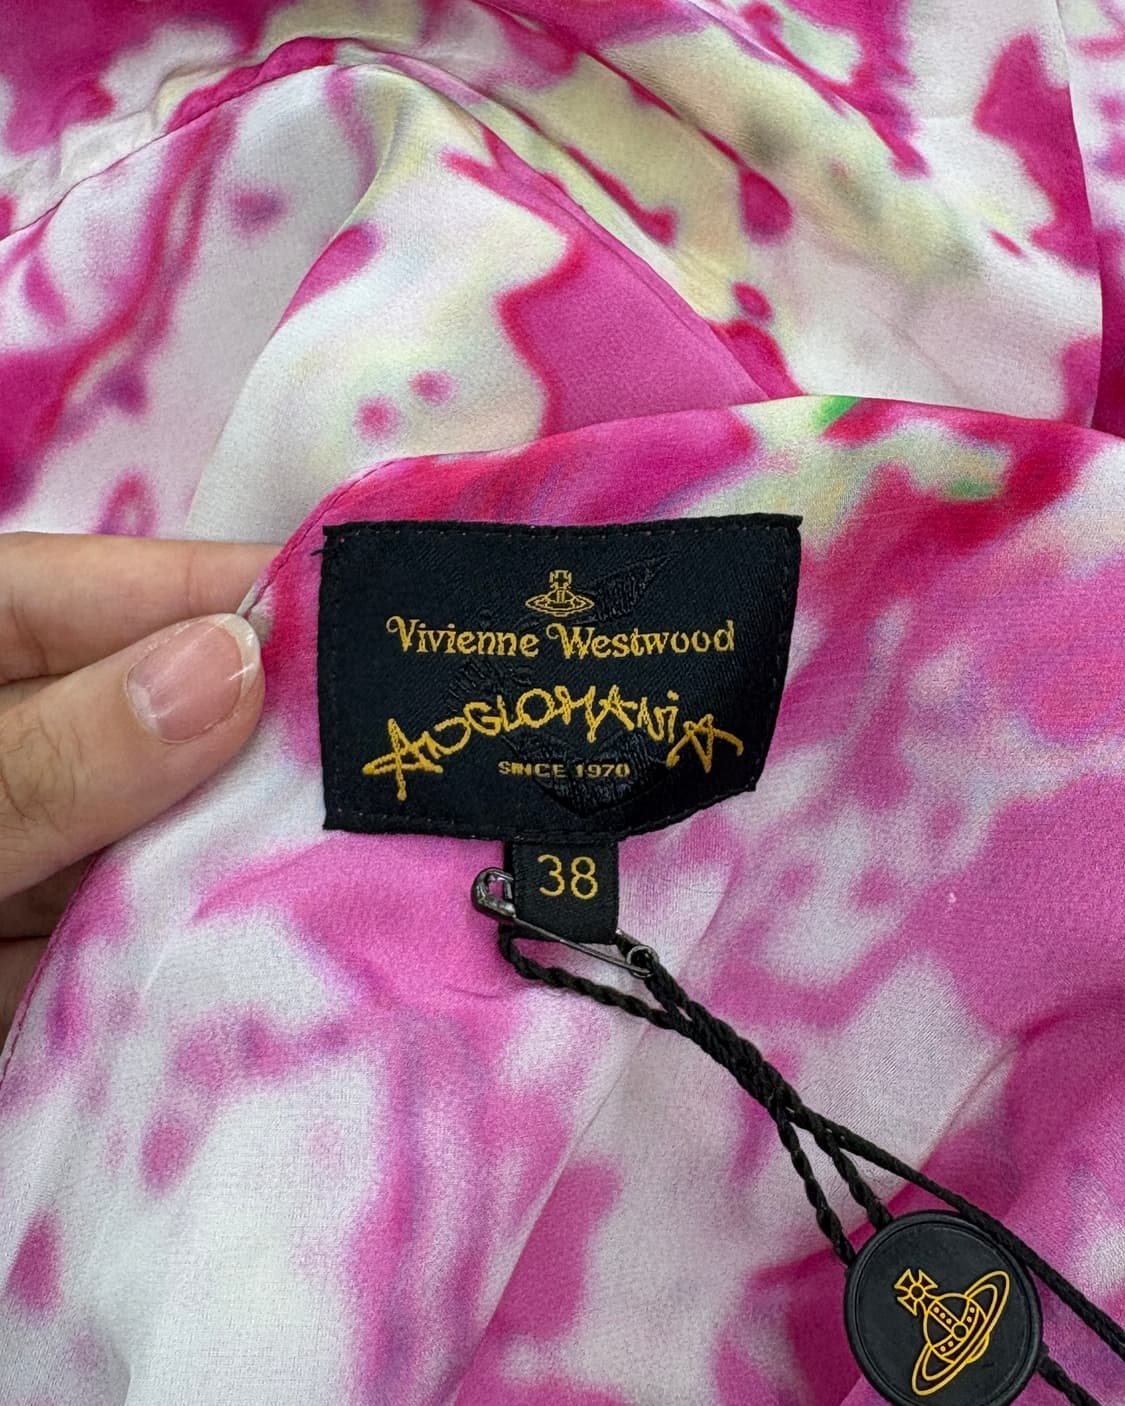 Vivienne Westwood
ANGLOMANiA
SINCE 1970
38